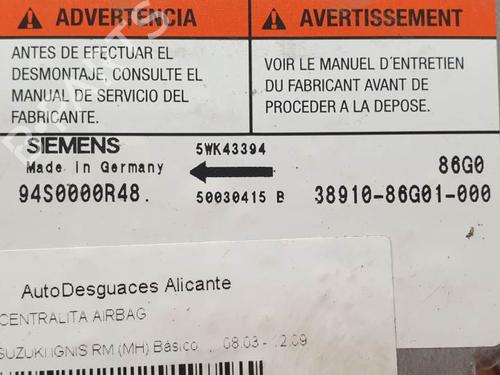 ADVERTENCIA
ANTES DE EFECTUAR EL
DESMONTAJE, CONSULTE EL
MANUAL DE SERVICIO DEL
FABRICANTE.
AVERTISSEMENT
VOIR LE MANUEL D'ENTRETIEN
DU FABRICANT AVANT DE
PROCEDER A LA DEPOSE.
SIEMENS
Made in Germany
94S0000R48.
5WK43394
50030415 B
86G0
38910-86G01-000
AutoDesguaces Alicante
CENTRALITA AIRBAG
SUZUKI IGNIS RM (MH) Básico 08.03 - 12.09